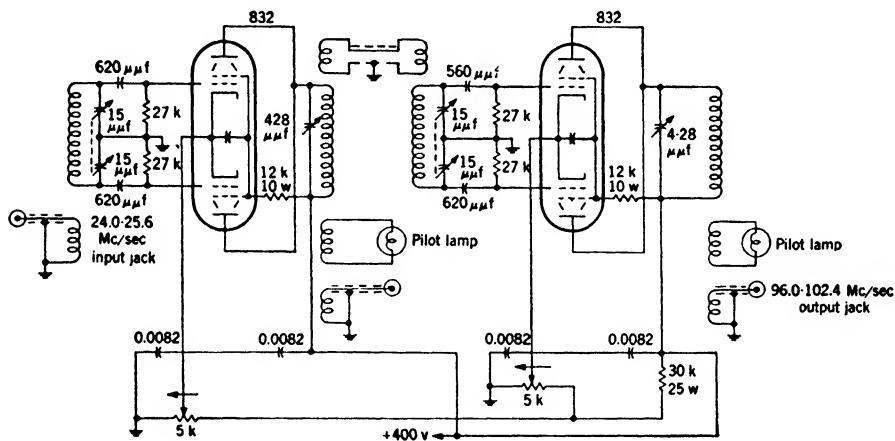 832
832
620 μμf
15
μμf
27 k
15
μμf
27 k
620 μμf
428
μμf
12 k
10 w
560 μμf
15
μμf
27 k
15
μμf
27 k
620 μμf
4·28
μμf
12 k
10 w
24.0·25.6
Mc/sec
input jack
Pilot lamp
Pilot lamp
96.0·102.4 Mc/sec
output jack
0.0082
0.0082
0.0082
0.0082
5 k
5 k
30 k
25 w
+400 v